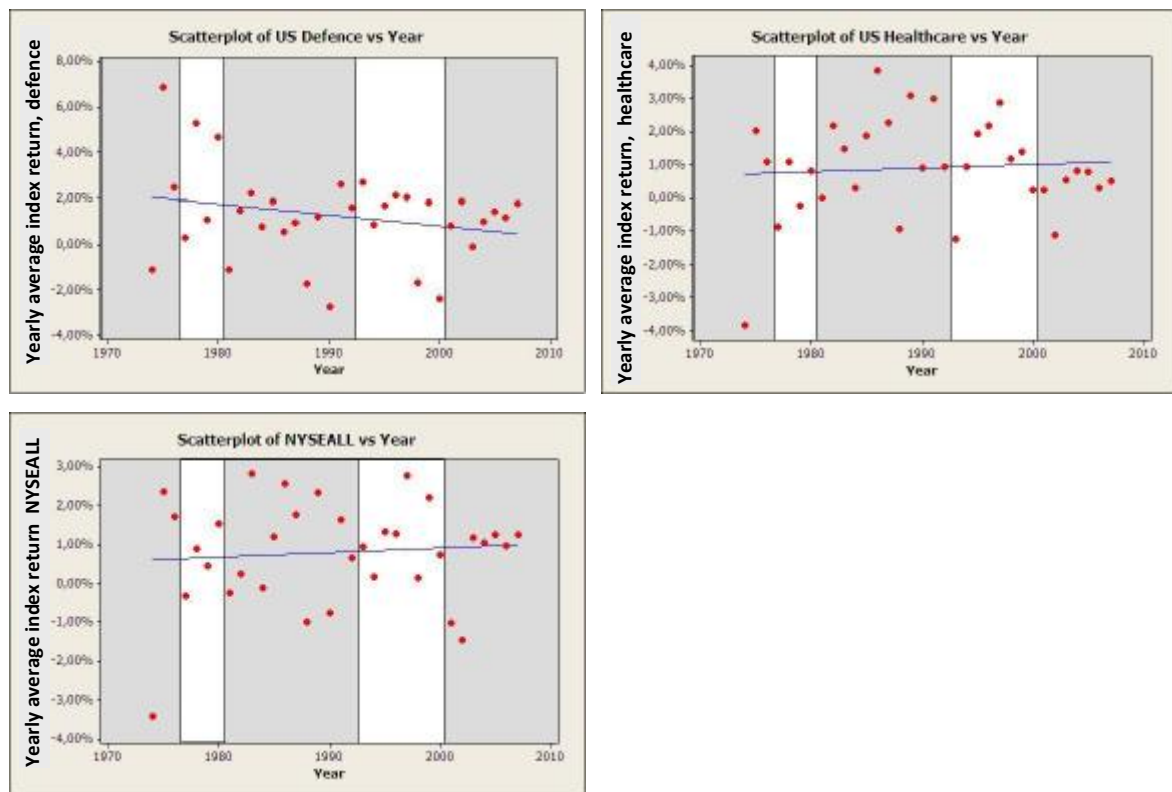 Scatterplot of US Defence vs Year
Yearly average index return, defence
8,00%
6,00%
4,00%
2,00%
0,00%
-2,00%
-4,00%
1970 1980 1990 2000 2010
Year
Scatterplot of US Healthcare vs Year
Yearly average index return, healthcare
4,00%
3,00%
2,00%
1,00%
0,00%
-1,00%
-2,00%
-3,00%
-4,00%
1970 1980 1990 2000 2010
Year
Scatterplot of NYSEALL vs Year
Yearly average index return NYSEALL
3,00%
2,00%
1,00%
0,00%
-1,00%
-2,00%
-3,00%
-4,00%
1970 1980 1990 2000 2010
Year